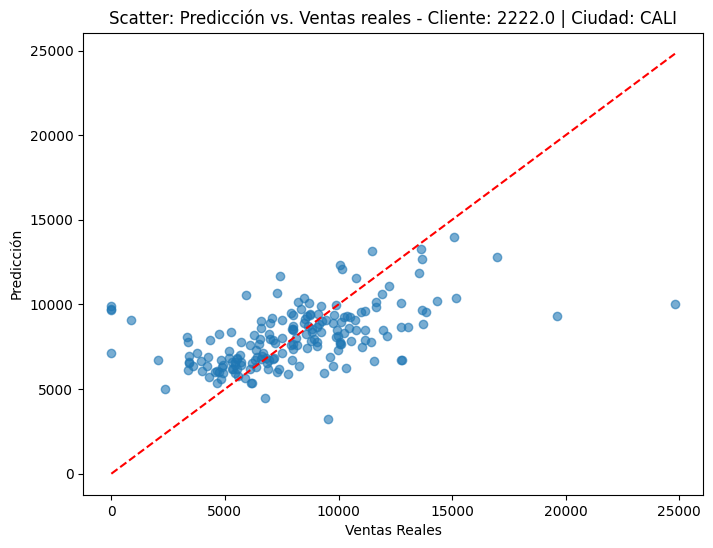 Scatter: Predicción vs. Ventas reales - Cliente: 2222.0 | Ciudad: CALI
25000
20000
15000
10000
5000
0
Predicción
0 5000 10000 15000 20000 25000
Ventas Reales